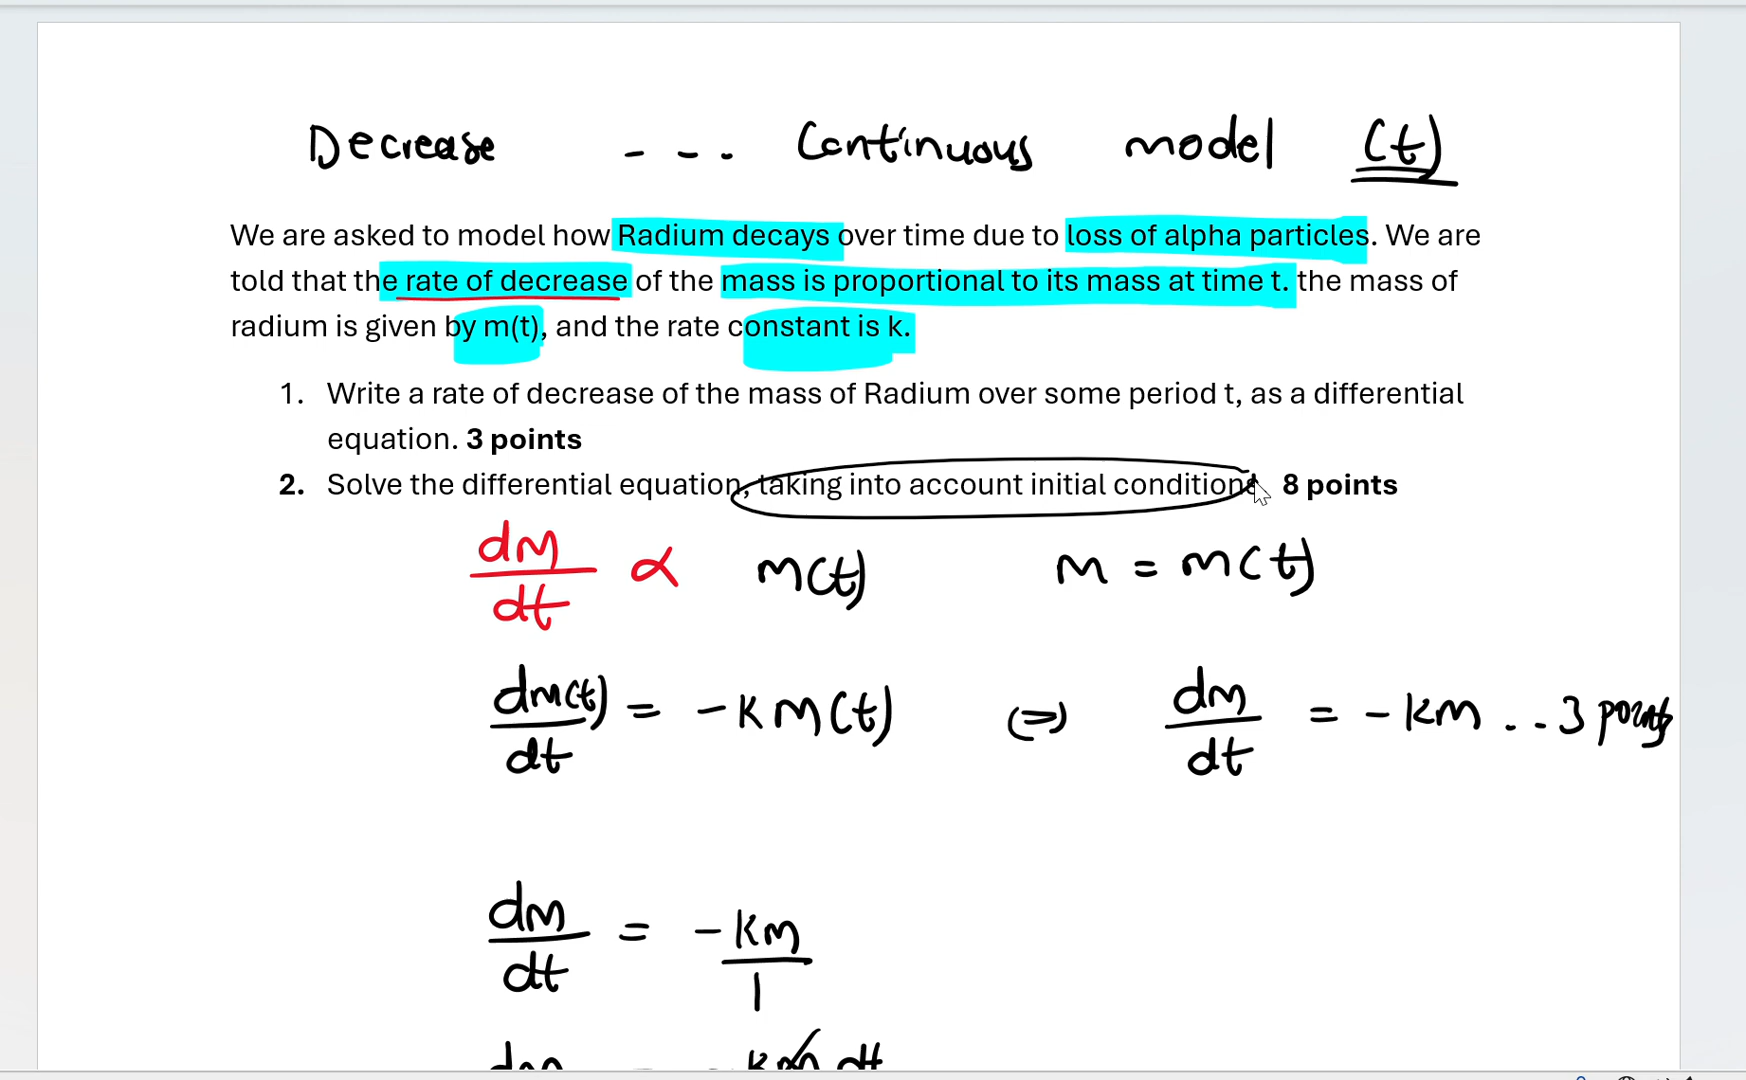 Decrease - - . Continuous model (t)
We are asked to model how Radium decays over time due to loss of alpha particles. We are
told that the rate of decrease of the mass is proportional to its mass at time t. the mass of
radium is given by m(t), and the rate constant is k.
1. Write a rate of decrease of the mass of Radium over some period t, as a differential
equation. 3 points
2. Solve the differential equation, taking into account initial conditions 8 points
dm/dt ∝ m(t) m = m(t)
dm(t)/dt = -km(t) (=) dm/dt = -km . . 3 points
dm/dt = -km/1